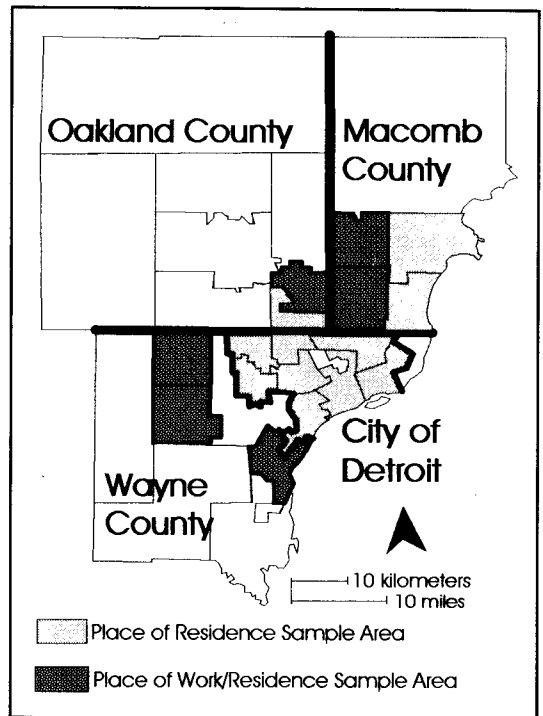 Oakland County
Macomb
County
City of
Detroit
Wayne
County
10 kilometers
10 miles
Place of Residence Sample Area
Place of Work/Residence Sample Area